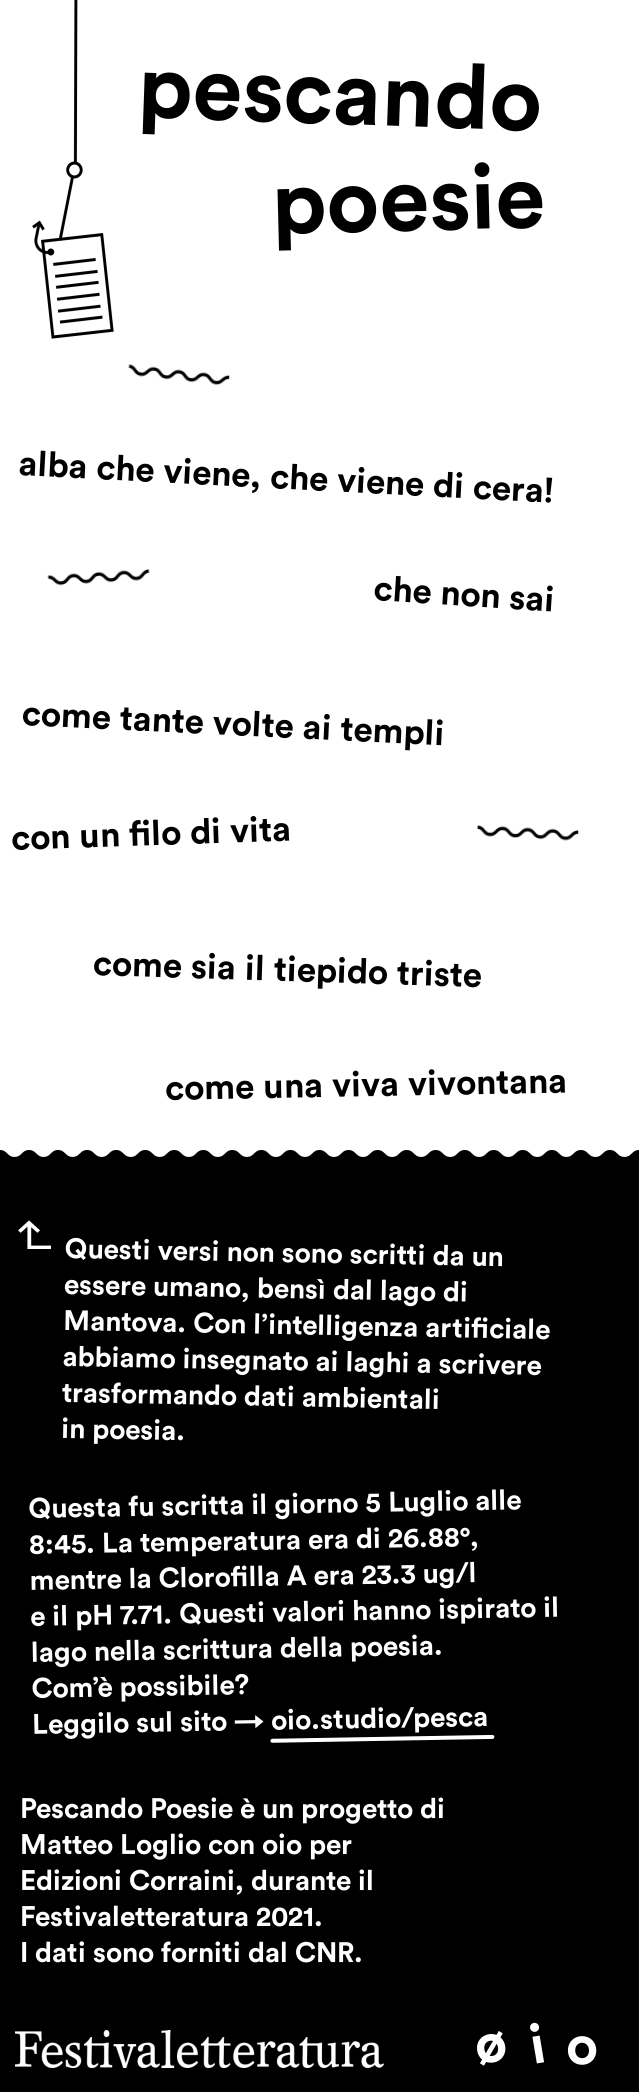 pescando
poesie
alba che viene, che viene di cera!
che non sai
come tante volte ai templi
con un filo di vita
come sia il tiepido triste
come una viva vivontana
Questi versi non sono scritti da un
essere umano, bensì dal lago di
Mantova. Con l’intelligenza artificiale
abbiamo insegnato ai laghi a scrivere
trasformando dati ambientali
in poesia.
Questa fu scritta il giorno 5 Luglio alle
8:45. La temperatura era di 26.88°,
mentre la Clorofilla A era 23.3 ug/l
e il pH 7.71. Questi valori hanno ispirato il
lago nella scrittura della poesia.
Com’è possibile?
Leggilo sul sito → oio.studio/pesca
Pescando Poesie è un progetto di
Matteo Loglio con oio per
Edizioni Corraini, durante il
Festivaletteratura 2021.
I dati sono forniti dal CNR.
Festivaletteratura
øio